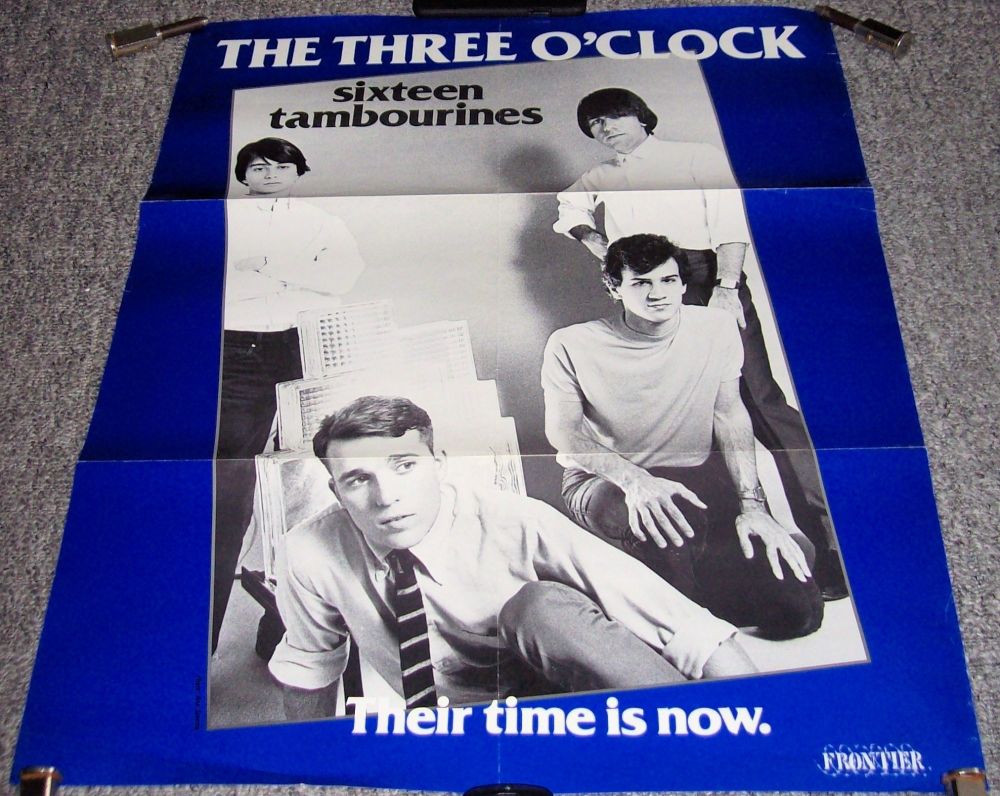 THE THREE O'CLOCK
sixteen
tambourines
Their time is now.
FRONTIER